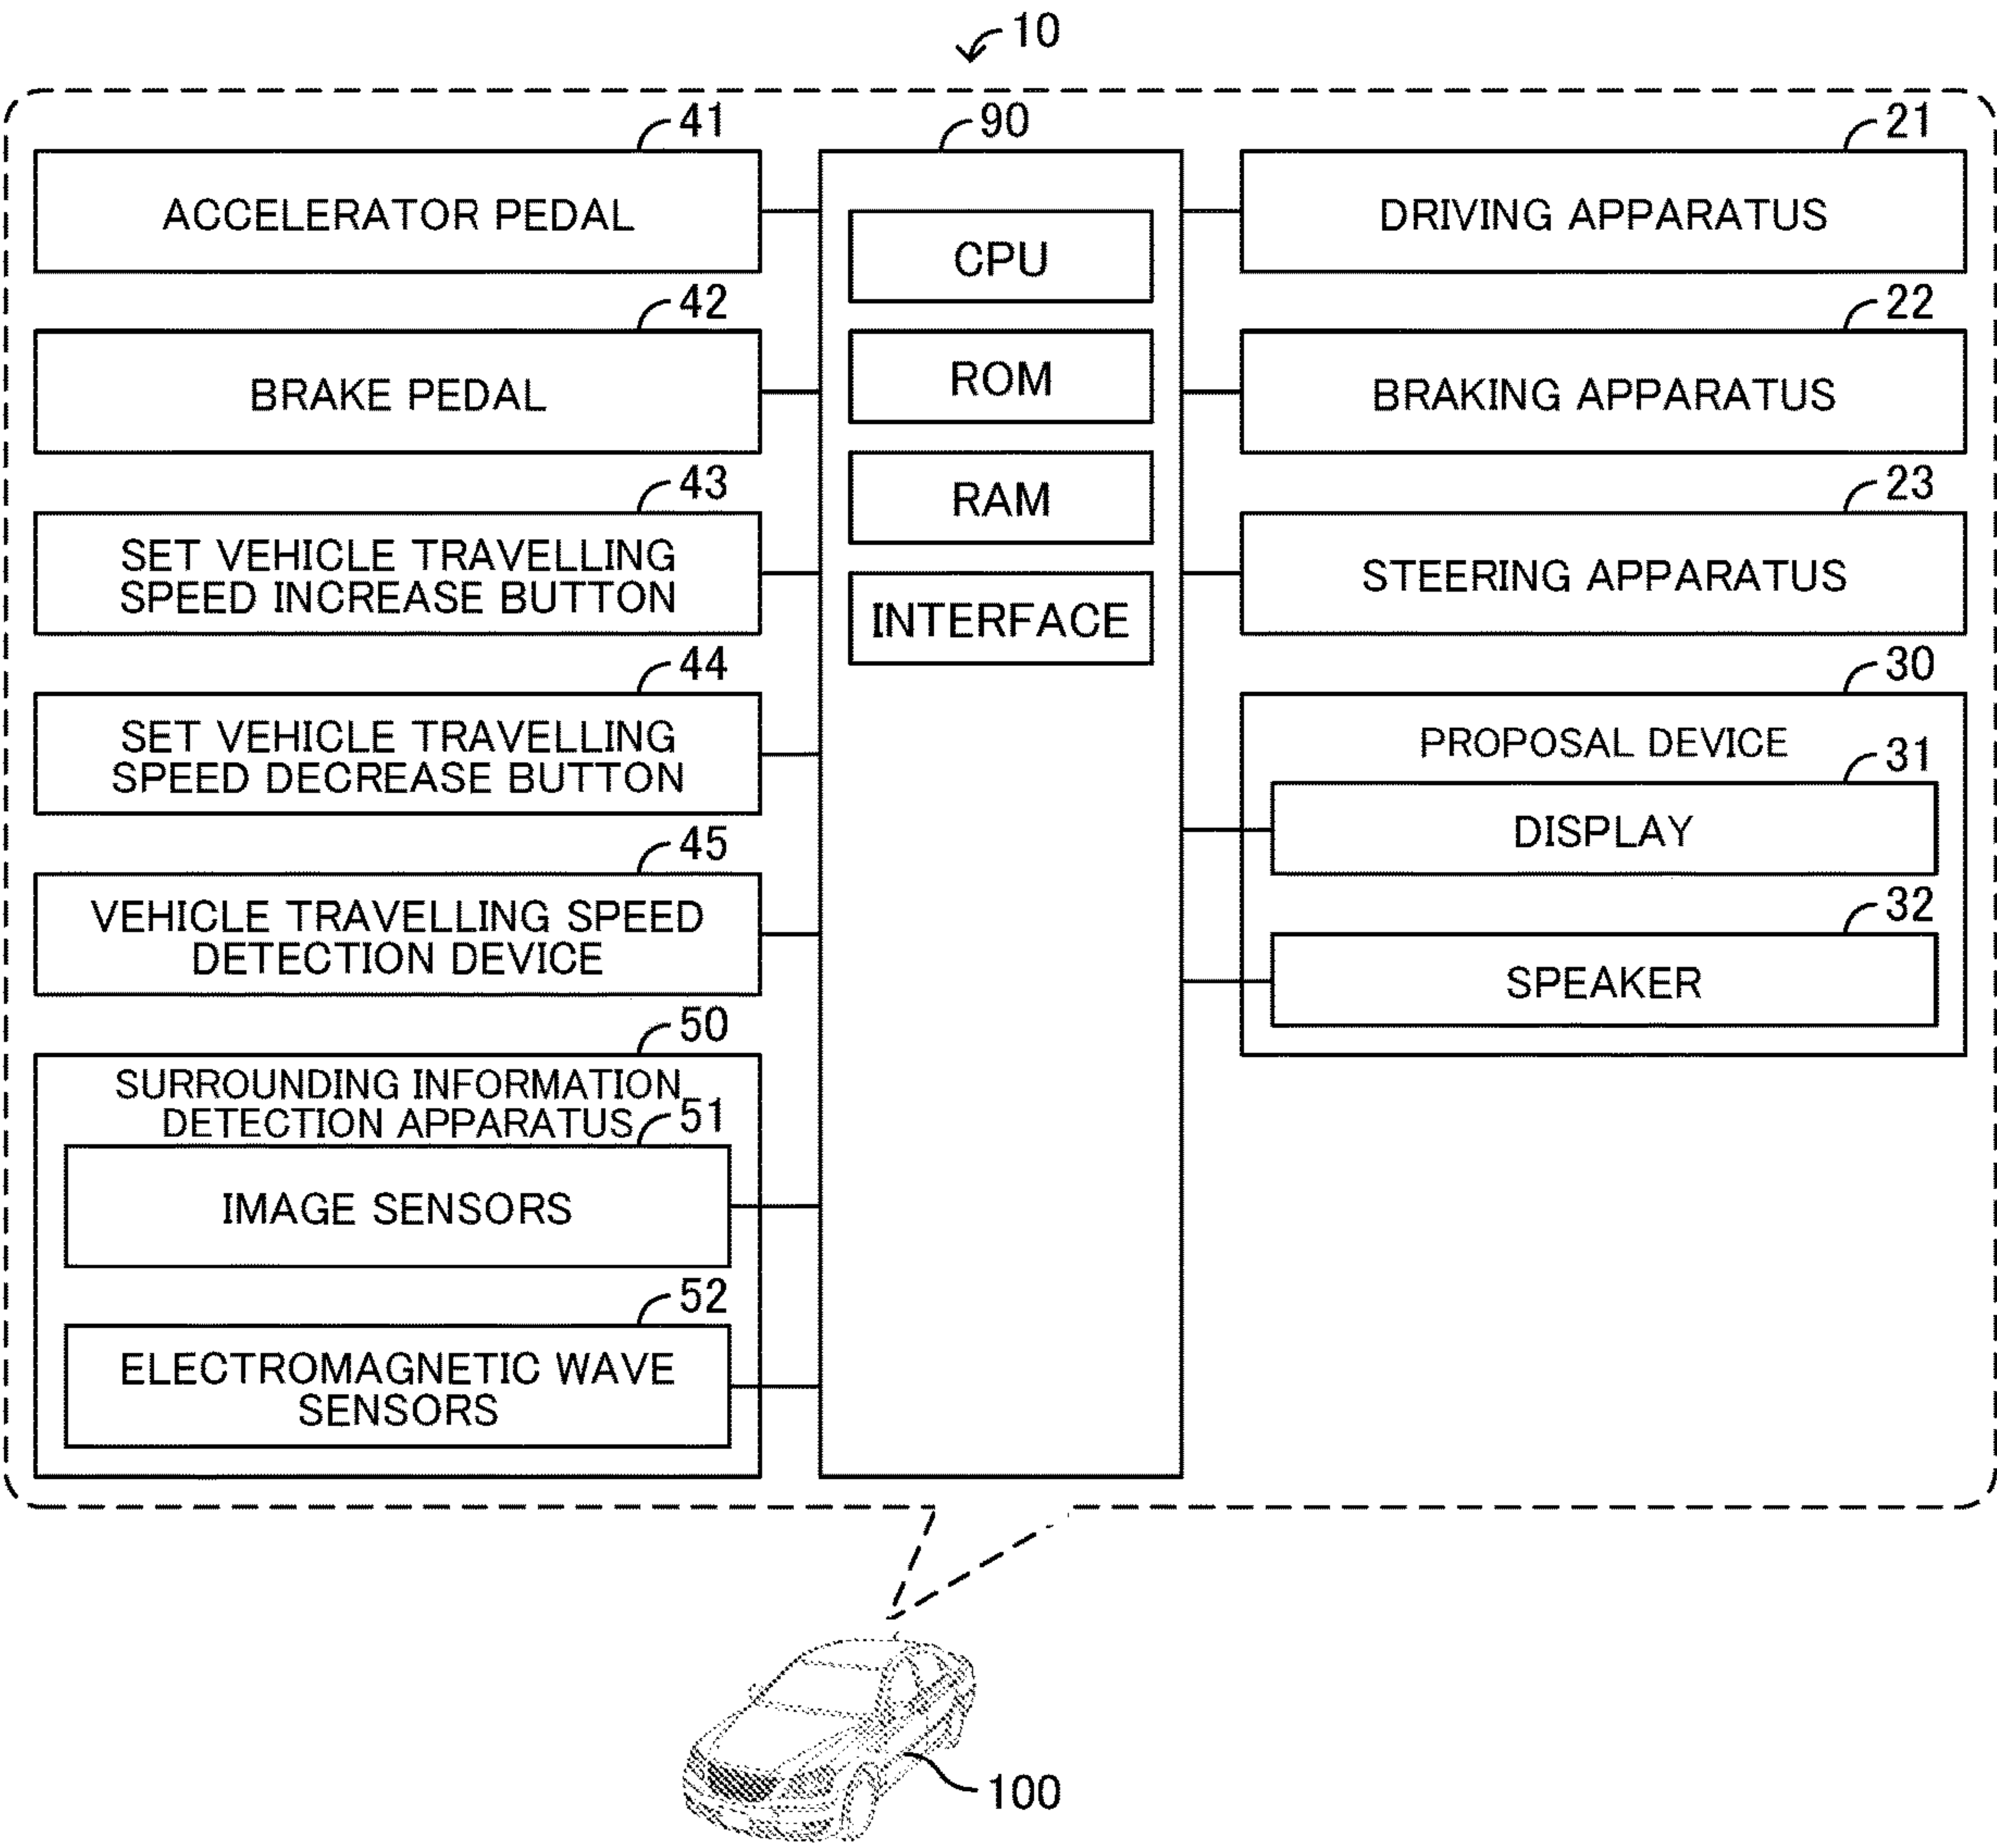 10
41
ACCELERATOR PEDAL
42
BRAKE PEDAL
43
SET VEHICLE TRAVELLING
SPEED INCREASE BUTTON
44
SET VEHICLE TRAVELLING
SPEED DECREASE BUTTON
45
VEHICLE TRAVELLING SPEED
DETECTION DEVICE
50
SURROUNDING INFORMATION
DETECTION APPARATUS
51
IMAGE SENSORS
52
ELECTROMAGNETIC WAVE
SENSORS
90
CPU
ROM
RAM
INTERFACE
21
DRIVING APPARATUS
22
BRAKING APPARATUS
23
STEERING APPARATUS
30
PROPOSAL DEVICE
31
DISPLAY
32
SPEAKER
100